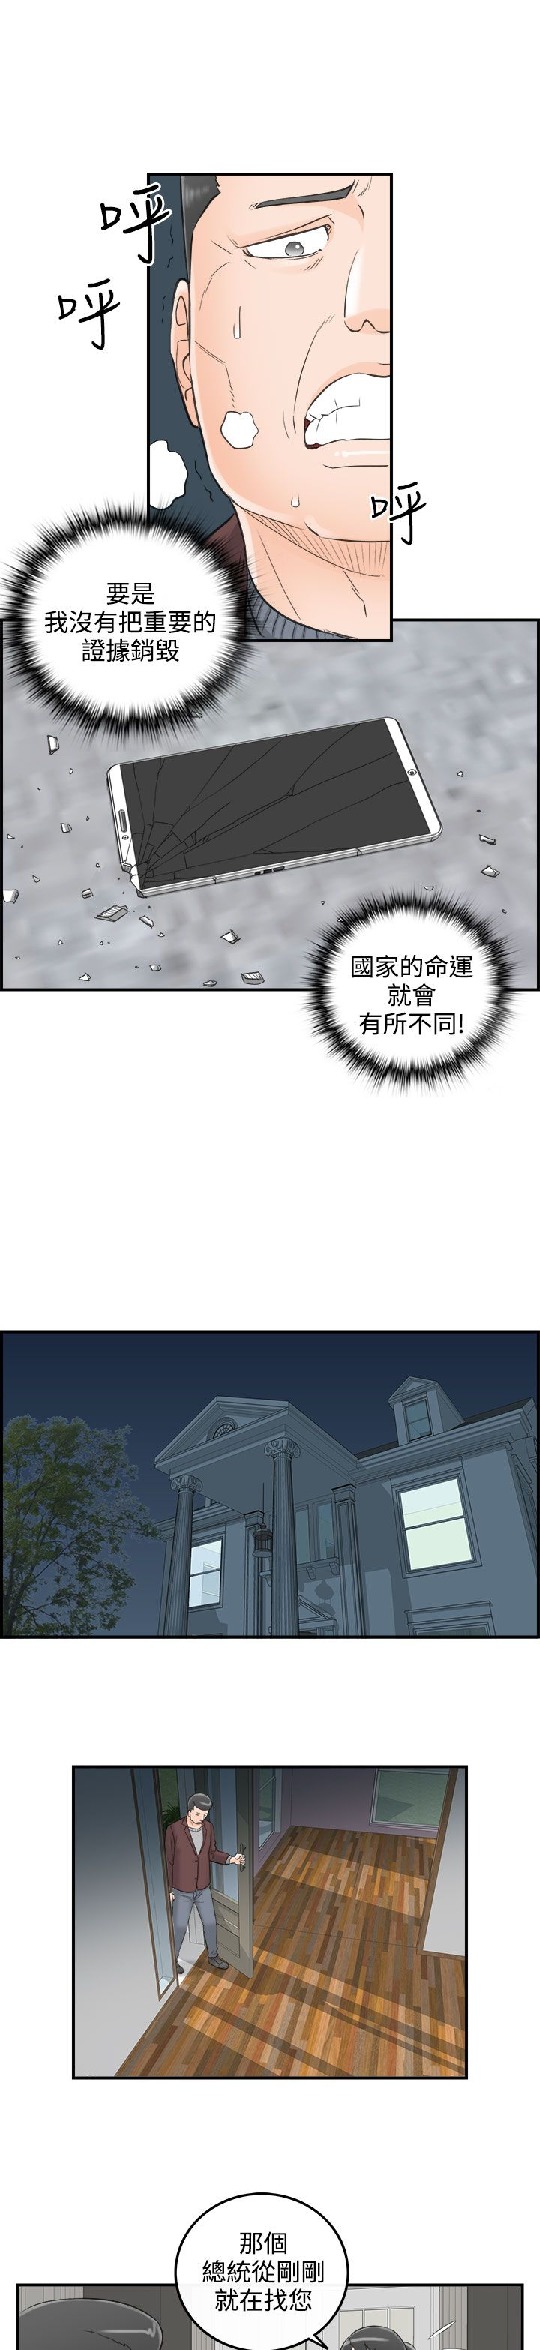 呼
呼
呼
要是
我沒有把重要的
證據銷毀
國家的命運
就會
有所不同!
那個
總統從剛剛
就在找您